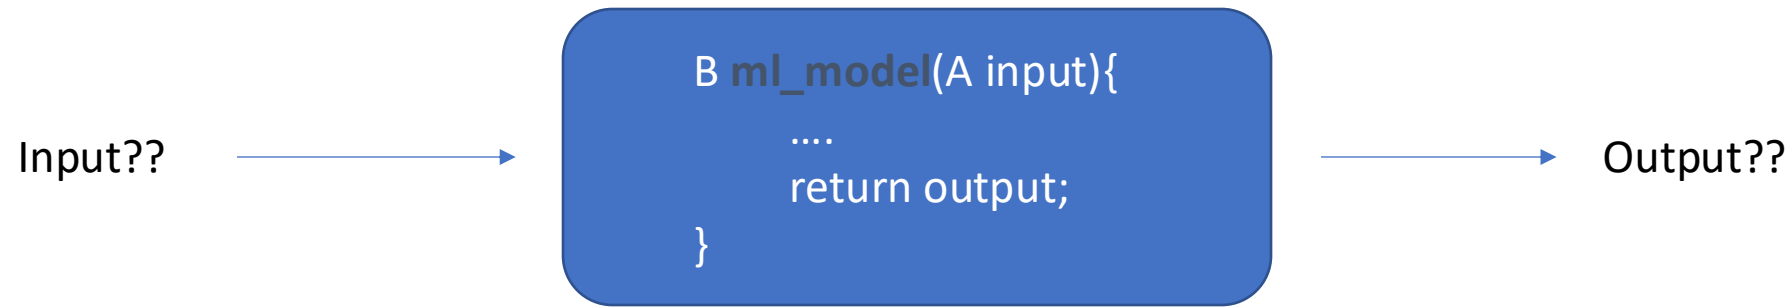 Input??
B ml_model(A input){
....
return output;
}
Output??